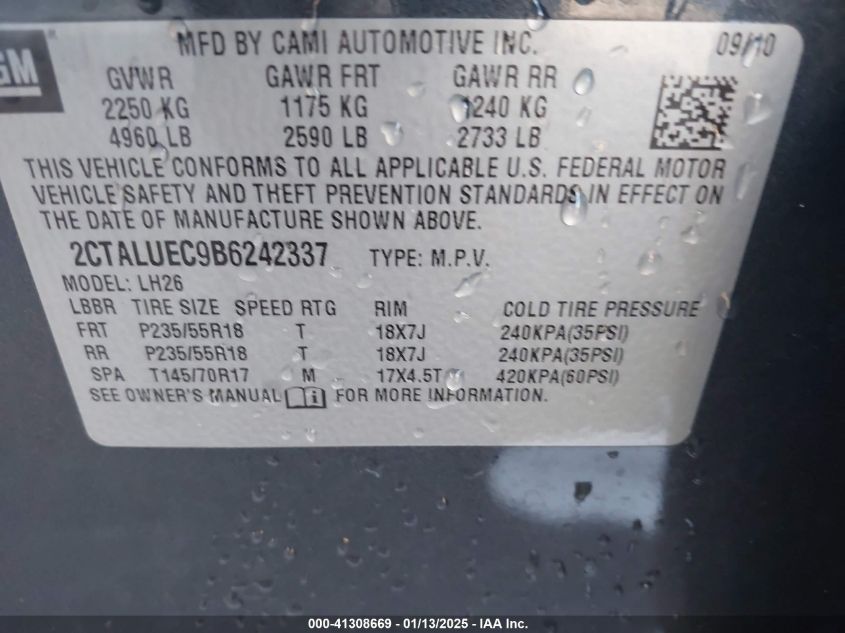 GM
MFD BY CAMI AUTOMOTIVE INC. 09/10
GVWR GAWR FRT GAWR RR
2250 KG 1175 KG 1240 KG
4960 LB 2590 LB 2733 LB
THIS VEHICLE CONFORMS TO ALL APPLICABLE U.S. FEDERAL MOTOR
VEHICLE SAFETY AND THEFT PREVENTION STANDARDS IN EFFECT ON
THE DATE OF MANUFACTURE SHOWN ABOVE.
2CTALUEC9B6242337 TYPE: M.P.V.
MODEL: LH26
LBBR TIRE SIZE SPEED RTG RIM COLD TIRE PRESSURE
FRT P235/55R18 T 18X7J 240KPA(35PSI)
RR P235/55R18 T 18X7J 240KPA(35PSI)
SPA T145/70R17 M 17X4.5T 420KPA(60PSI)
SEE OWNER'S MANUAL i FOR MORE INFORMATION.
000-41308669 - 01/13/2025 - IAA Inc.